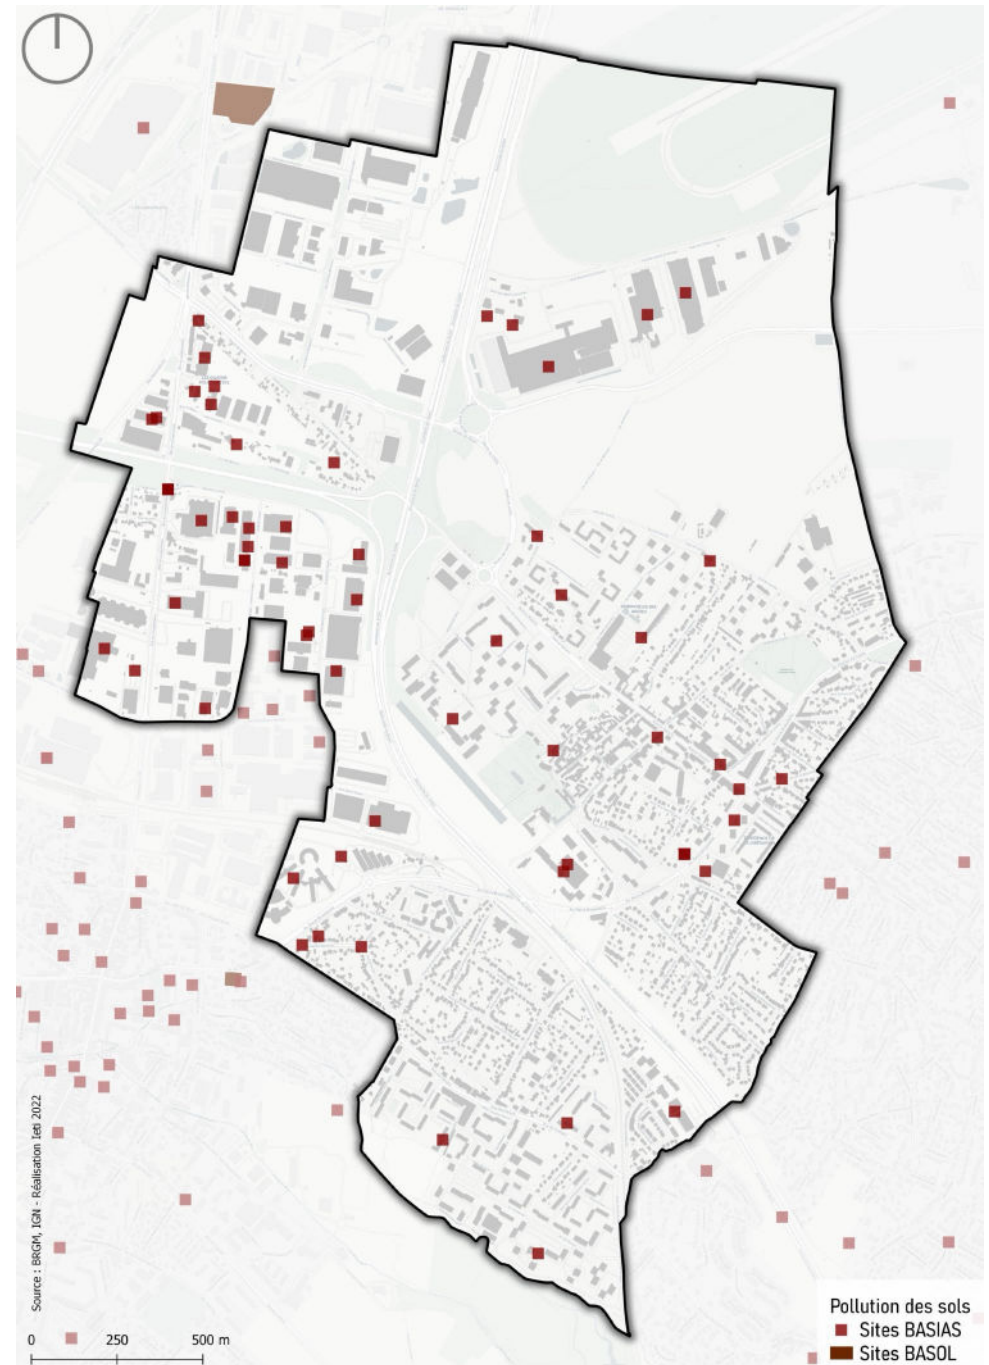 Source : BRGM, IGN - Réalisation Ieti 2022
0 250 500 m
Pollution des sols
Sites BASIAS
Sites BASOL